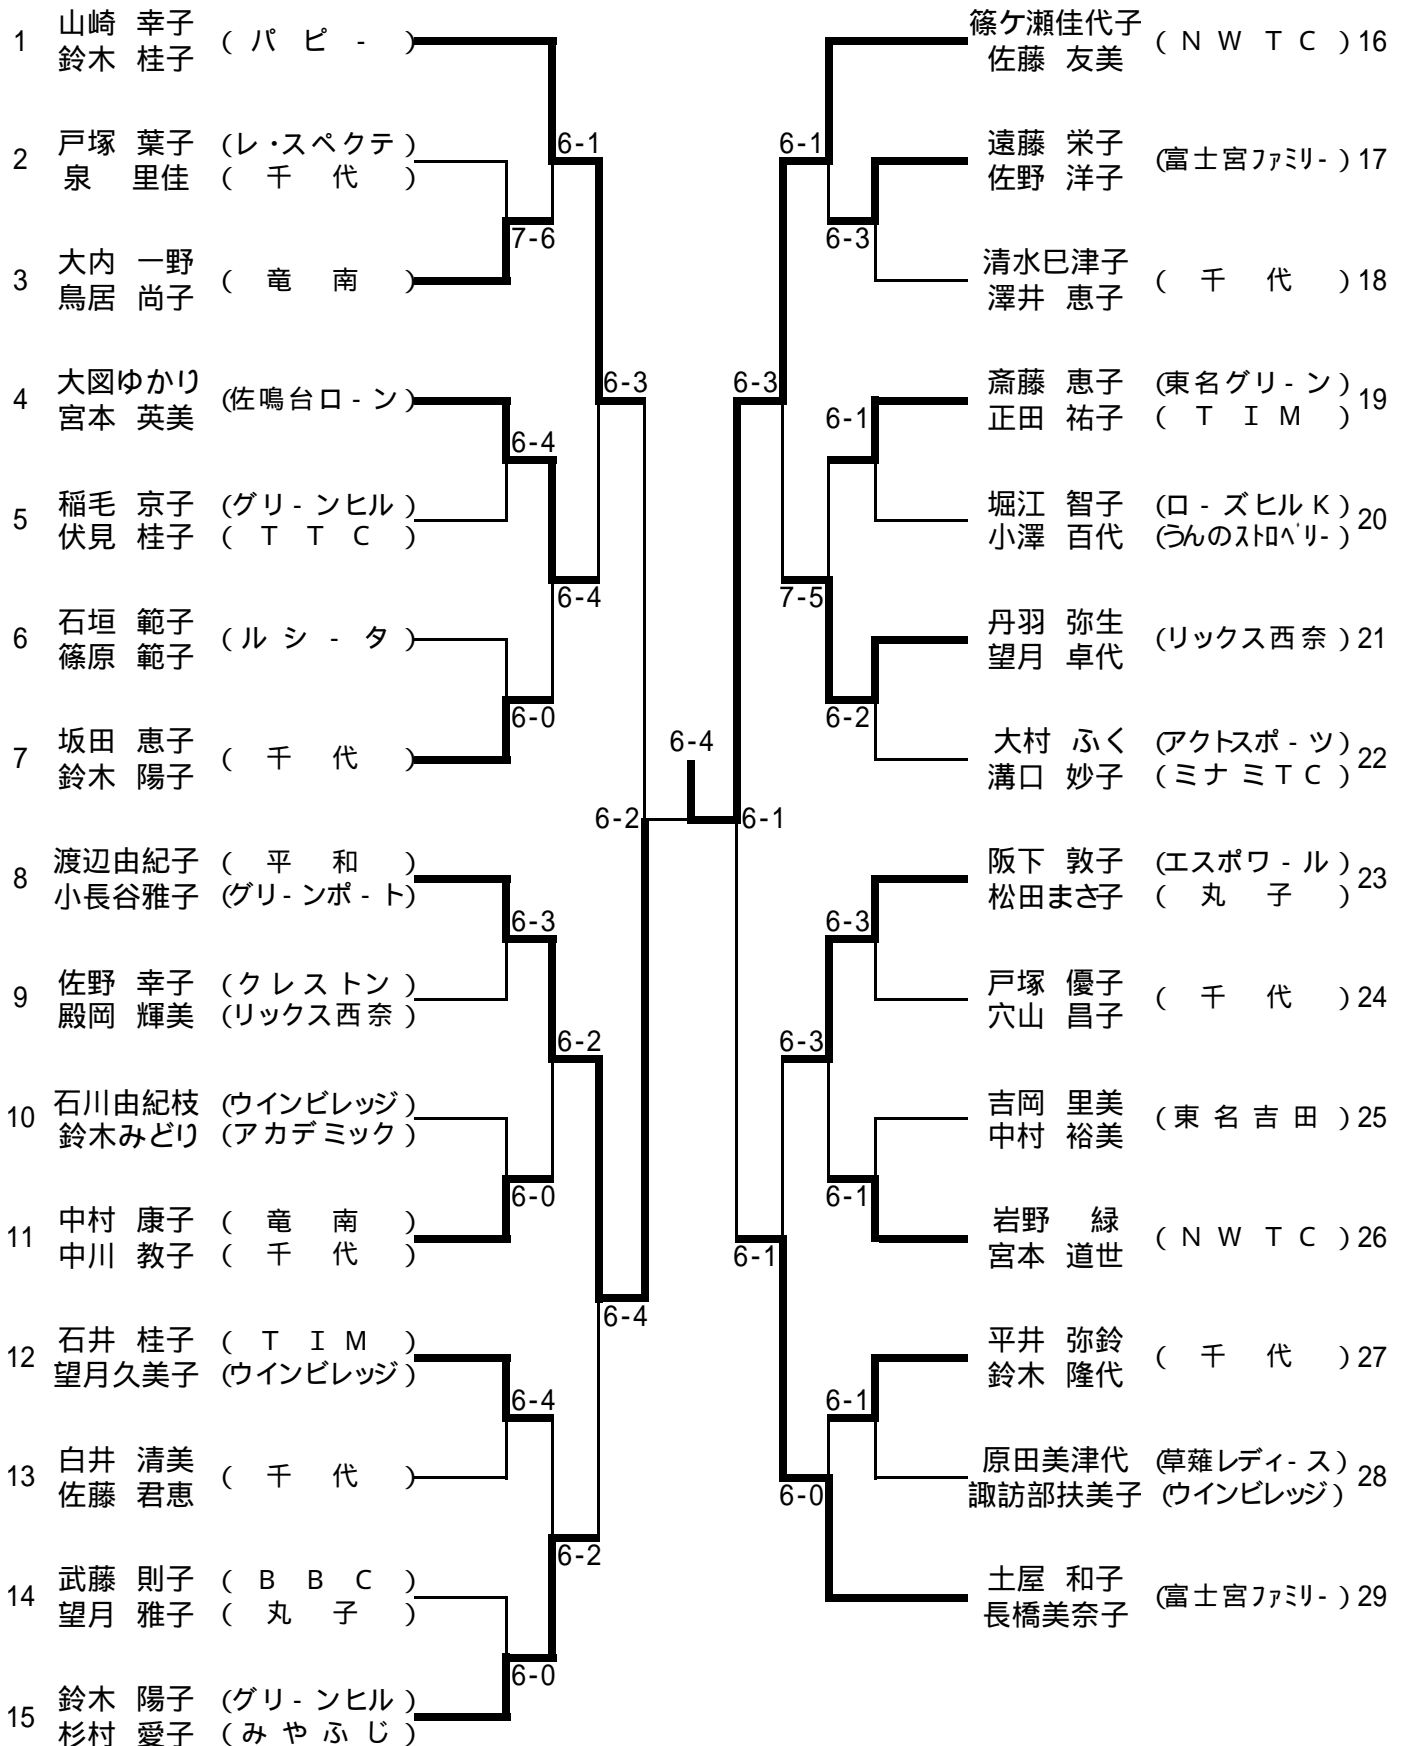 1 山崎 幸子 (パピ-)
鈴木 桂子
2 戸塚 葉子 (レ・スペクテ)
泉 里佳 (千代)
3 大内 一野 (竜南)
鳥居 尚子
4 大図ゆかり (佐鳴台ロ-ン)
宮本 英美
5 稲毛 京子 (グリ-ンヒル)
伏見 桂子 (TTC)
6 石垣 範子 (ルシ-タ)
篠原 範子
7 坂田 恵子 (千代)
鈴木 陽子
8 渡辺由紀子 (平和)
小長谷雅子 (グリ-ンポ-ト)
9 佐野 幸子 (クレストン)
殿岡 輝美 (リックス西奈)
10 石川由紀枝 (ウインビレッジ)
鈴木みどり (アカデミック)
11 中村 康子 (竜南)
中川 教子 (千代)
12 石井 桂子 (TIM)
望月久美子 (ウインビレッジ)
13 白井 清美 (千代)
佐藤 君恵
14 武藤 則子 (BBC)
望月 雅子 (丸子)
15 鈴木 陽子 (グリ-ンヒル)
杉村 愛子 (みやふじ)
6-1
7-6
6-3
6-4
6-4
6-0
6-2
6-3
6-2
6-0
6-4
6-4
6-2
6-0
6-4
6-1
6-3
6-3
6-1
7-5
6-2
6-1
6-3
6-3
6-1
6-1
6-1
6-0
篠ケ瀬佳代子 (NWTC) 16
佐藤 友美
遠藤 栄子 (富士宮ファミリ-) 17
佐野 洋子
清水巳津子 (千代) 18
澤井 恵子
斎藤 恵子 (東名グリ-ン) 19
正田 祐子 (TIM)
堀江 智子 (ロ-ズヒルK) 20
小澤 百代 (うんのストロベリ-)
丹羽 弥生 (リックス西奈) 21
望月 卓代
大村 ふく (アクトスポ-ツ) 22
溝口 妙子 (ミナミTC)
阪下 敦子 (エスポワ-ル) 23
松田まさ子 (丸子)
戸塚 優子 (千代) 24
穴山 昌子
吉岡 里美 (東名吉田) 25
中村 裕美
岩野 緑 (NWTC) 26
宮本 道世
平井 弥鈴 (千代) 27
鈴木 隆代
原田美津代 (草薙レディ-ス) 28
諏訪部扶美子 (ウインビレッジ)
土屋 和子 (富士宮ファミリ-) 29
長橋美奈子